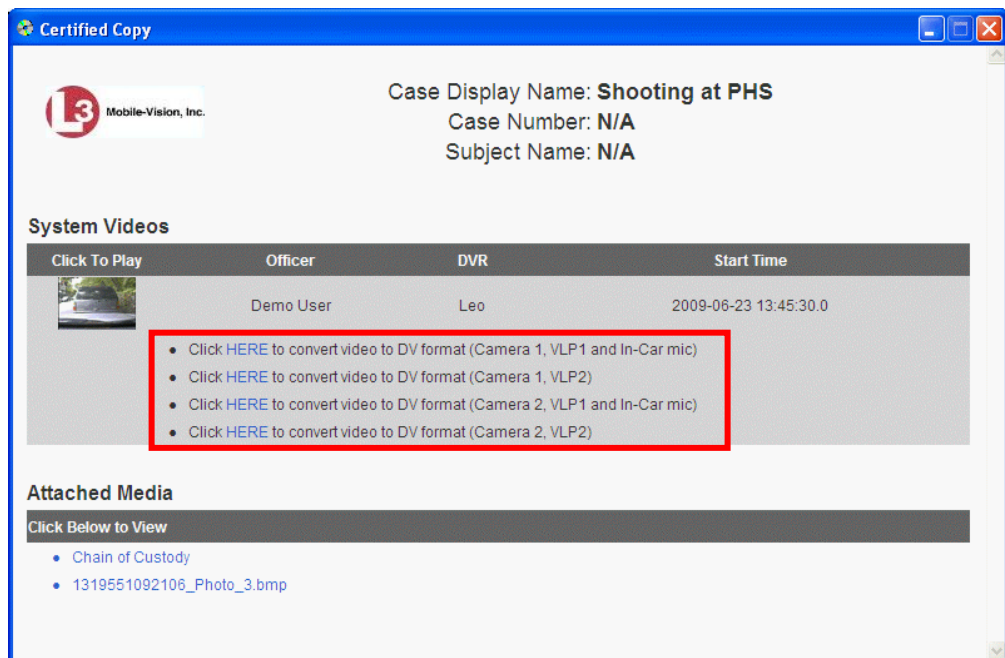 Certified Copy
L3 Mobile-Vision, Inc.
Case Display Name: Shooting at PHS
Case Number: N/A
Subject Name: N/A
System Videos
Click To Play Officer DVR Start Time
Demo User Leo 2009-06-23 13:45:30.0
• Click HERE to convert video to DV format (Camera 1, VLP1 and In-Car mic)
• Click HERE to convert video to DV format (Camera 1, VLP2)
• Click HERE to convert video to DV format (Camera 2, VLP1 and In-Car mic)
• Click HERE to convert video to DV format (Camera 2, VLP2)
Attached Media
Click Below to View
• Chain of Custody
• 1319551092106_Photo_3.bmp